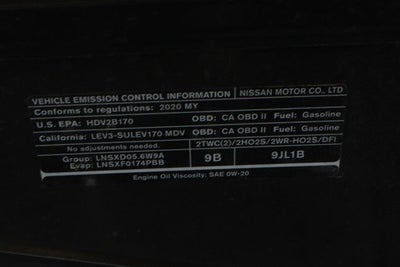 VEHICLE EMISSION CONTROL INFORMATION NISSAN MOTOR CO., LTD
Conforms to regulations: 2020 MY
U.S. EPA: HDV2B170 OBD: CA OBD II Fuel: Gasoline
California: LEV3-SULEV170 MDV OBD: CA OBD II Fuel: Gasoline
No adjustments needed. 2TWC(2)/2HO2S/2WR-HO2S/DFI
Group: LNSXD05.6W9A 9B 9JL1B
Evap: LNSXF0174PBB
Engine Oil Viscosity: SAE 0W-20